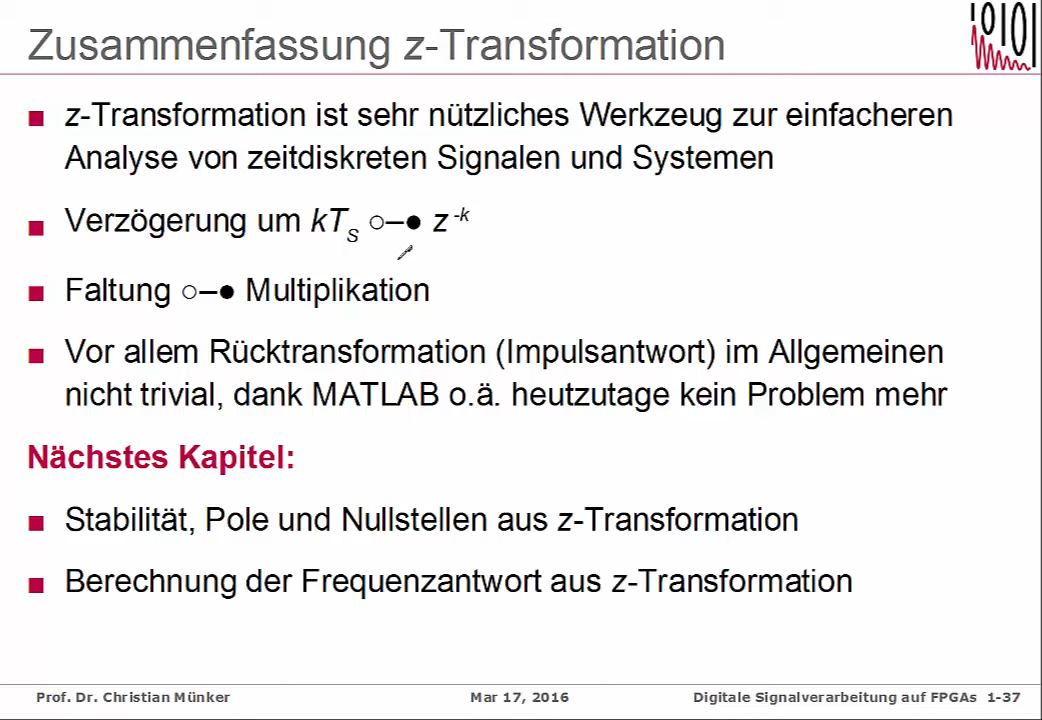 Zusammenfassung z-Transformation
z-Transformation ist sehr nützliches Werkzeug zur einfacheren
Analyse von zeitdiskreten Signalen und Systemen
Verzögerung um kTS ○–● z -k
Faltung ○–● Multiplikation
Vor allem Rücktransformation (Impulsantwort) im Allgemeinen
nicht trivial, dank MATLAB o.ä. heutzutage kein Problem mehr
Nächstes Kapitel:
Stabilität, Pole und Nullstellen aus z-Transformation
Berechnung der Frequenzantwort aus z-Transformation
Prof. Dr. Christian Münker Mar 17, 2016 Digitale Signalverarbeitung auf FPGAs 1-37